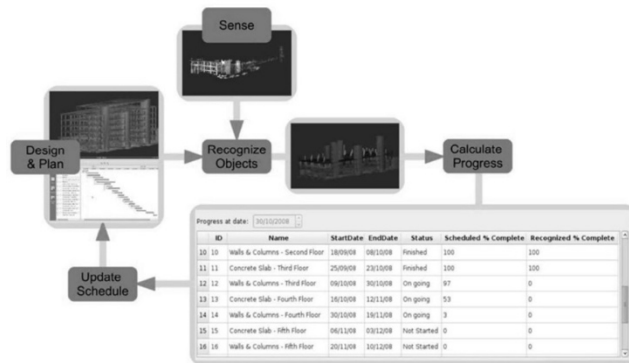 Sense
Design
& Plan
Recognize
Objects
Calculate
Progress
Update
Schedule
Progress at date: 30/10/2008
ID Name StartDate EndDate Status Scheduled % Complete Recognized % Complete
10 10 Walls & Columns - Second Floor 18/09/08 08/10/08 Finished 100 100
11 11 Concrete Slab - Third Floor 25/09/08 23/10/08 Finished 100 100
12 12 Walls & Columns - Third Floor 09/10/08 30/10/08 On going 97 0
13 13 Concrete Slab - Fourth Floor 16/10/08 12/11/08 On going 53 0
14 14 Walls & Columns - Fourth Floor 30/10/08 19/11/08 On going 3 0
15 15 Concrete Slab - Fifth Floor 06/11/08 03/12/08 Not Started 0 0
16 16 Walls & Columns - Fifth Floor 20/11/08 10/12/08 Not Started 0 0